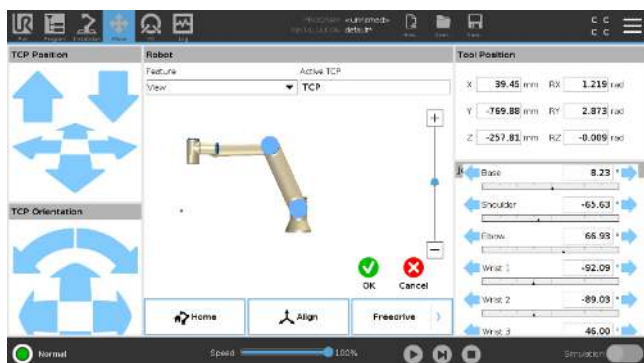 UR
Run Program Installation Move I/O Log
PROGRAM <unnamed>
INSTALLATION default*
New... Open... Save...
C C
C C
TCP Position
Robot
Tool Position
Feature
Active TCP
View
TCP
X 39.45 mm RX 1.219 rad
Y -769.88 mm RY 2.873 rad
Z -257.81 mm RZ -0.009 rad
Base 8.23 °
Shoulder -65.63 °
Elbow 66.93 °
Wrist 1 -92.09 °
Wrist 2 -89.03 °
Wrist 3 46.00 °
TCP Orientation
OK
Cancel
Home
Align
Freedrive
Normal
Speed
100%
Simulation